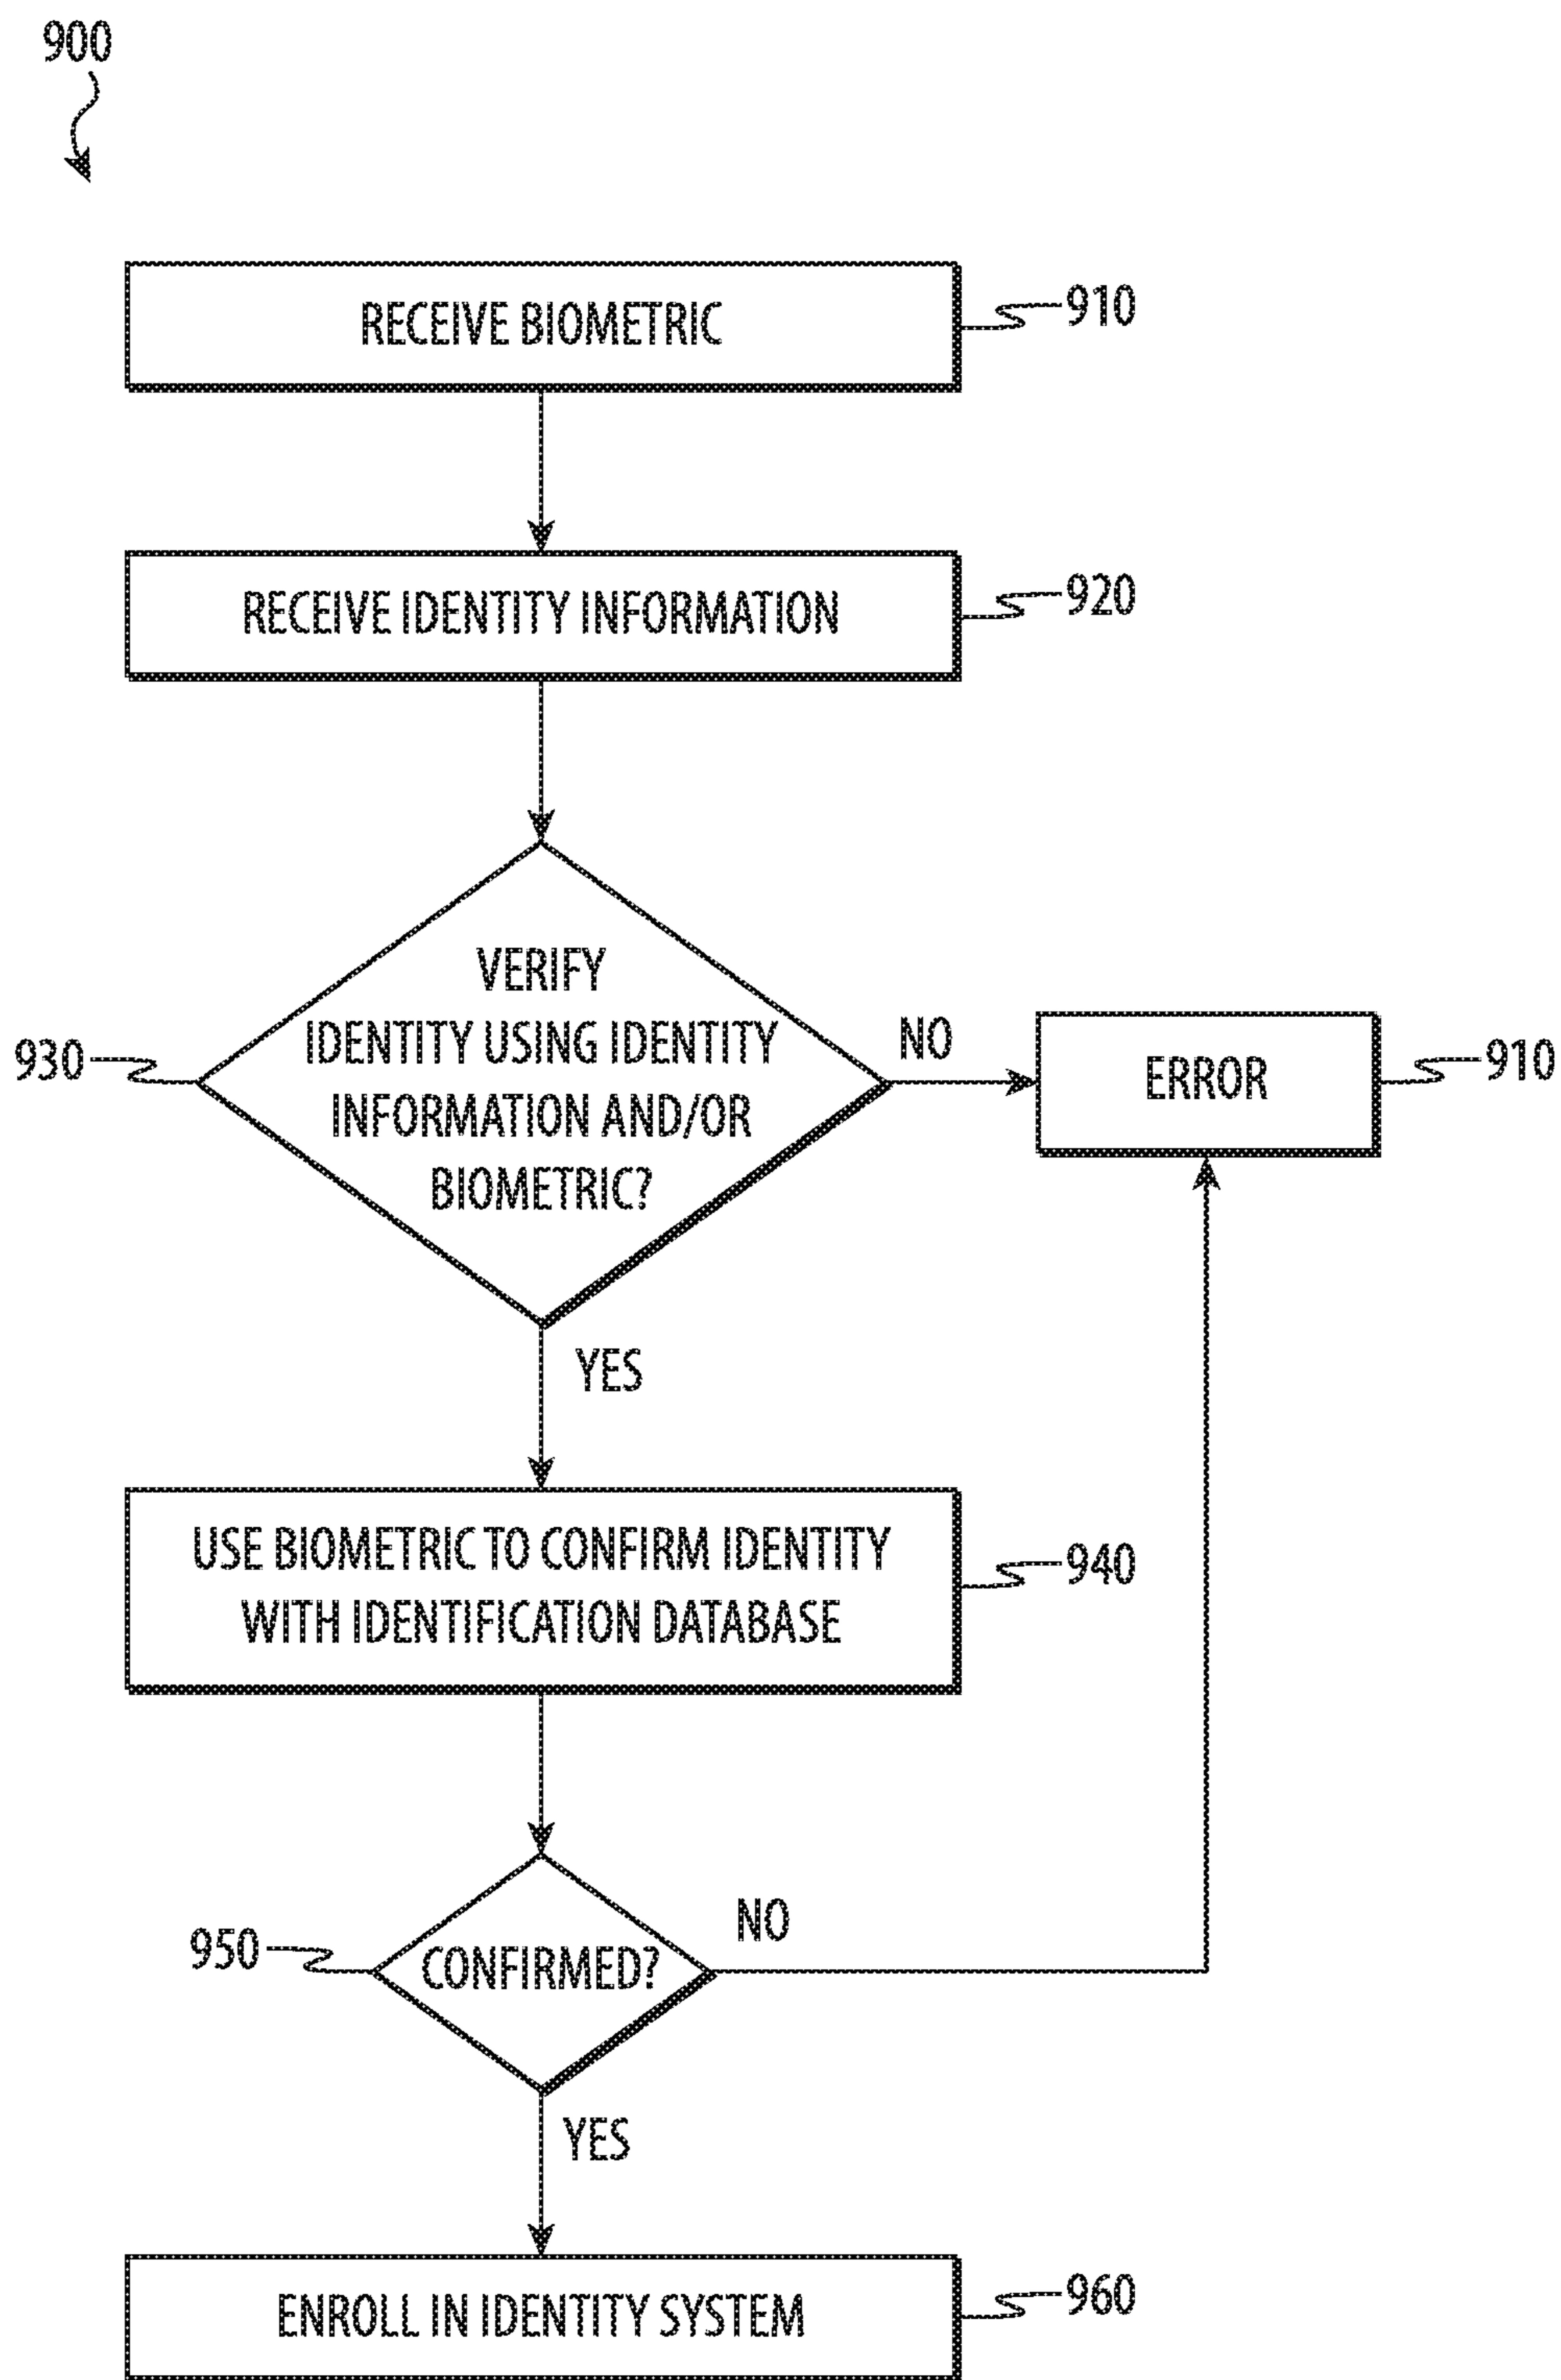 900
RECEIVE BIOMETRIC
910
RECEIVE IDENTITY INFORMATION
920
VERIFY
IDENTITY USING IDENTITY
INFORMATION AND/OR
BIOMETRIC?
930
NO
ERROR
910
YES
USE BIOMETRIC TO CONFIRM IDENTITY
WITH IDENTIFICATION DATABASE
940
950
CONFIRMED?
NO
YES
ENROLL IN IDENTITY SYSTEM
960